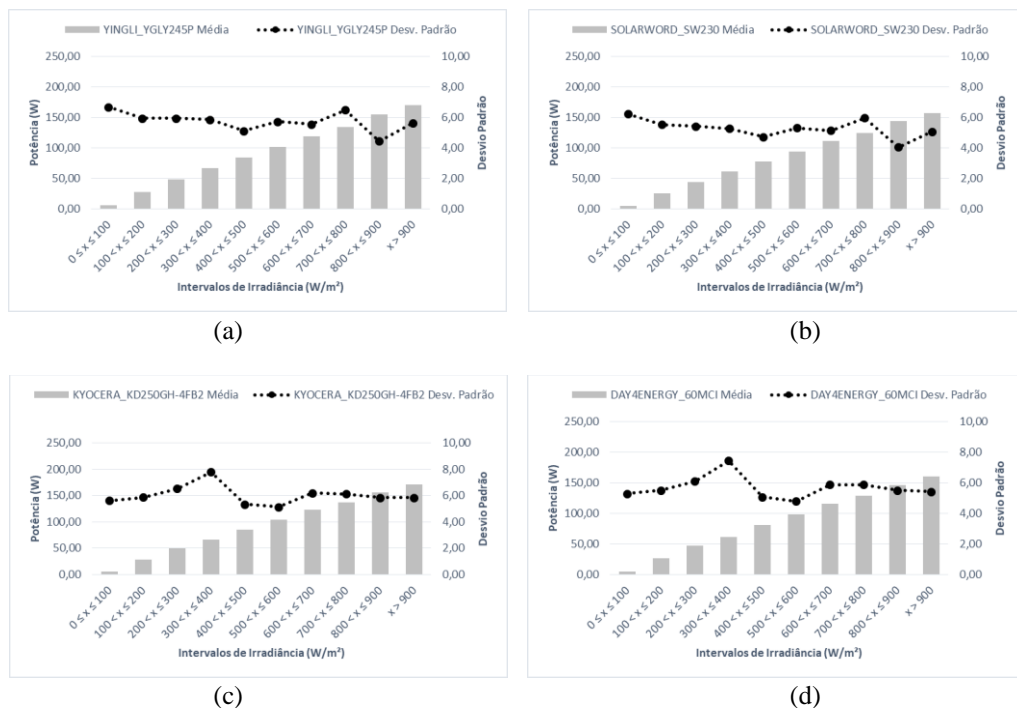 YINGLI_YGLY245P Média YINGLI_YGLY245P Desv. Padrão
250,00 10,00
200,00 8,00
150,00 6,00
100,00 4,00
50,00 2,00
0,00 0,00
Potência (W)
Desvio Padrão
0 ≤ x ≤ 100
100 < x ≤ 200
200 < x ≤ 300
300 < x ≤ 400
400 < x ≤ 500
500 < x ≤ 600
600 < x ≤ 700
700 < x ≤ 800
800 < x ≤ 900
x > 900
Intervalos de Irradiância (W/m²)
(a)
SOLARWORD_SW230 Média SOLARWORD_SW230 Desv. Padrão
250,00 10,00
200,00 8,00
150,00 6,00
100,00 4,00
50,00 2,00
0,00 0,00
Potência (W)
Desvio Padrão
0 ≤ x ≤ 100
100 < x ≤ 200
200 < x ≤ 300
300 < x ≤ 400
400 < x ≤ 500
500 < x ≤ 600
600 < x ≤ 700
700 < x ≤ 800
800 < x ≤ 900
x > 900
Intervalos de Irradiância (W/m²)
(b)
KYOCERA_KD250GH-4FB2 Média KYOCERA_KD250GH-4FB2 Desv. Padrão
250,00 10,00
200,00 8,00
150,00 6,00
100,00 4,00
50,00 2,00
0,00 0,00
Potência (W)
Desvio Padrão
0 ≤ x ≤ 100
100 < x ≤ 200
200 < x ≤ 300
300 < x ≤ 400
400 < x ≤ 500
500 < x ≤ 600
600 < x ≤ 700
700 < x ≤ 800
800 < x ≤ 900
x > 900
Intervalos de Irradiância (W/m²)
(c)
DAY4ENERGY_60MCI Média DAY4ENERGY_60MCI Desv. Padrão
250,00 10,00
200,00 8,00
150,00 6,00
100,00 4,00
50,00 2,00
0,00 0,00
Potência (W)
Desvio Padrão
0 ≤ x ≤ 100
100 < x ≤ 200
200 < x ≤ 300
300 < x ≤ 400
400 < x ≤ 500
500 < x ≤ 600
600 < x ≤ 700
700 < x ≤ 800
800 < x ≤ 900
x > 900
Intervalos de Irradiância (W/m²)
(d)